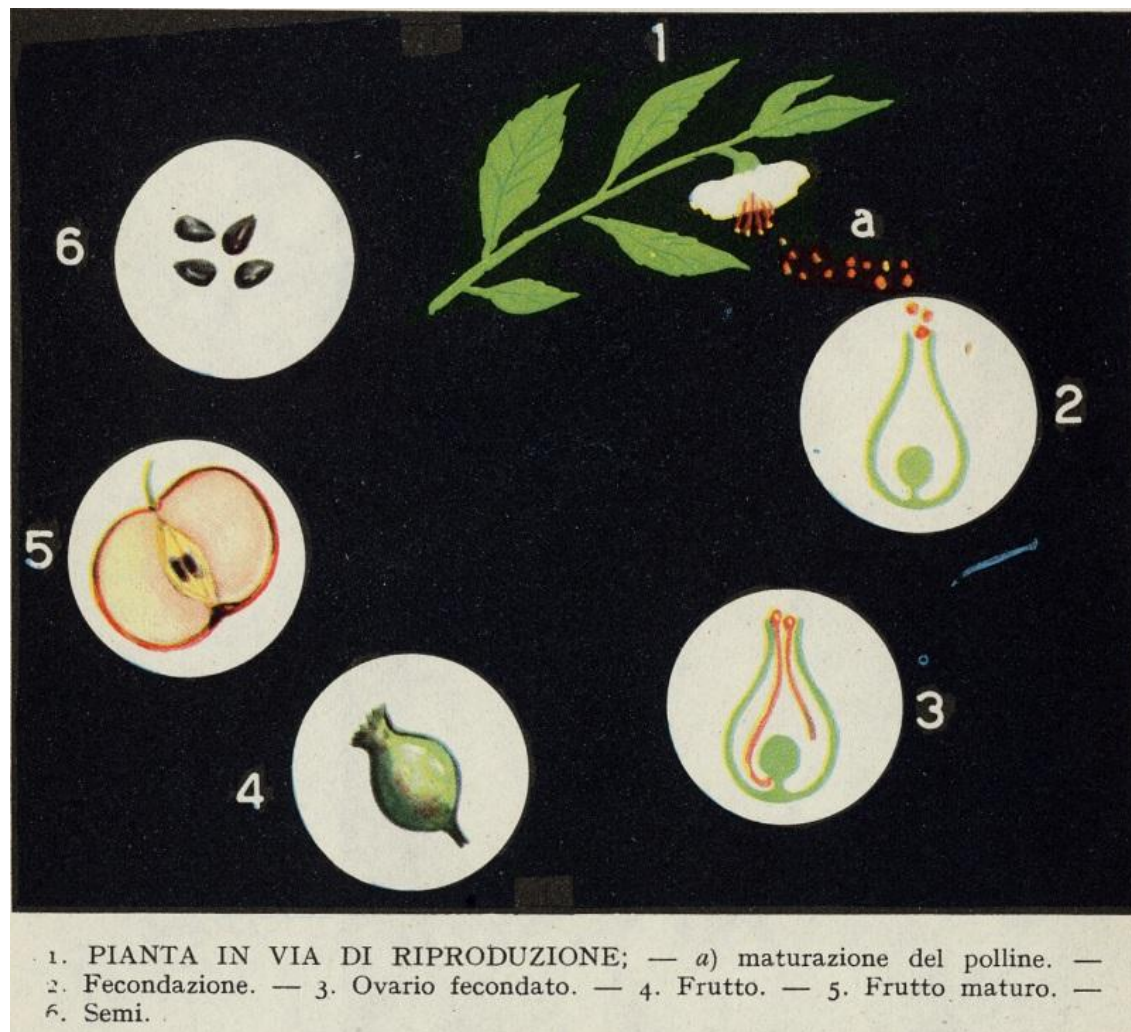 1
a
6
2
5
3
4
1. PIANTA IN VIA DI RIPRODUZIONE; — a) maturazione del polline. —
2. Fecondazione. — 3. Ovario fecondato. — 4. Frutto. — 5. Frutto maturo. —
6. Semi.